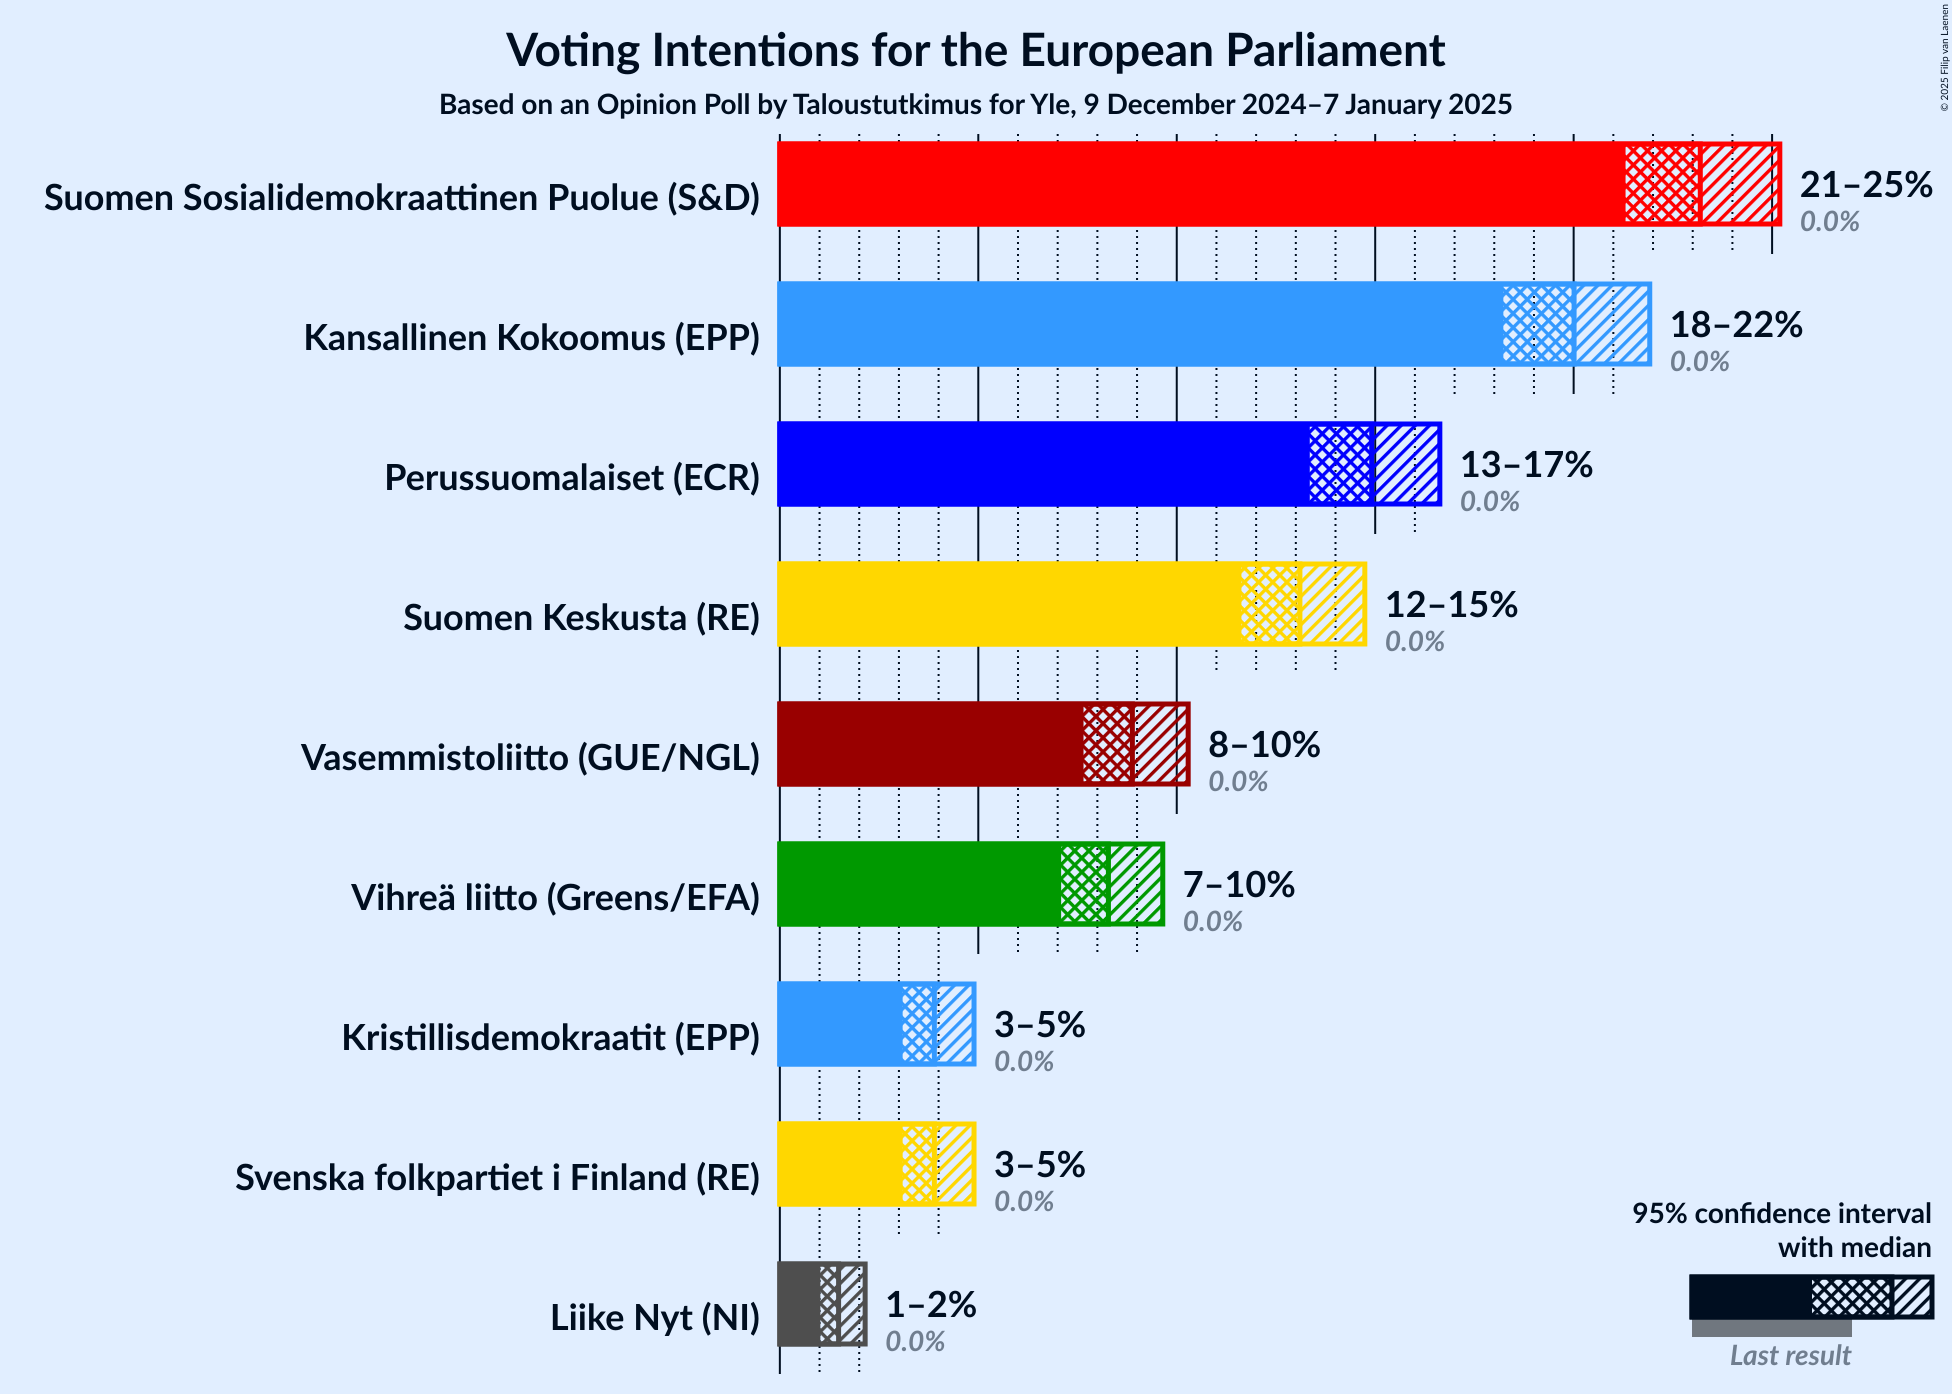 Voting Intentions for the European Parliament
Based on an Opinion Poll by Taloustutkimus for Yle, 9 December 2024–7 January 2025
© 2025 Filip van Laenen
Suomen Sosialidemokraattinen Puolue (S&D)
21–25%
0.0%
Kansallinen Kokoomus (EPP)
18–22%
0.0%
Perussuomalaiset (ECR)
13–17%
0.0%
Suomen Keskusta (RE)
12–15%
0.0%
Vasemmistoliitto (GUE/NGL)
8–10%
0.0%
Vihreä liitto (Greens/EFA)
7–10%
0.0%
Kristillisdemokraatit (EPP)
3–5%
0.0%
Svenska folkpartiet i Finland (RE)
3–5%
0.0%
Liike Nyt (NI)
1–2%
0.0%
95% confidence interval
with median
Last result